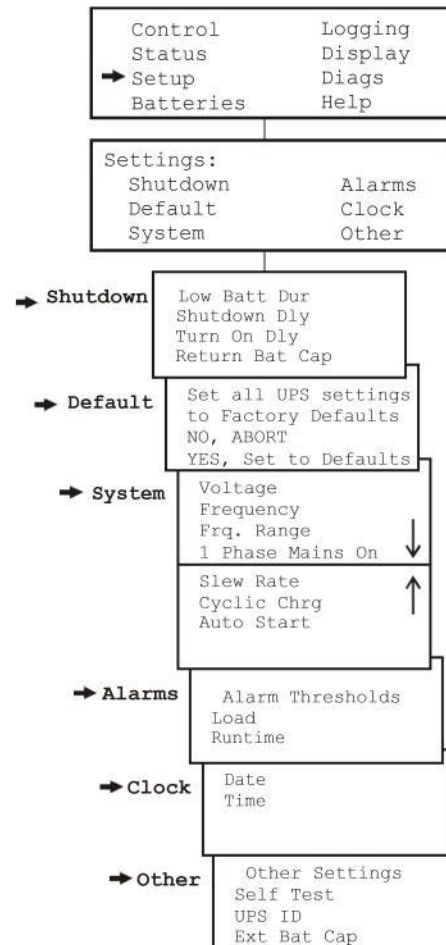 Control Logging
Status Display
Setup Diags
Batteries Help
Settings:
Shutdown Alarms
Default Clock
System Other
Shutdown
Low Batt Dur
Shutdown Dly
Turn On Dly
Return Bat Cap
Default
Set all UPS settings
to Factory Defaults
NO, ABORT
YES, Set to Defaults
System
Voltage
Frequency
Frq. Range
1 Phase Mains On
Slew Rate
Cyclic Chrg
Auto Start
Alarms
Alarm Thresholds
Load
Runtime
Clock
Date
Time
Other
Other Settings
Self Test
UPS ID
Ext Bat Cap